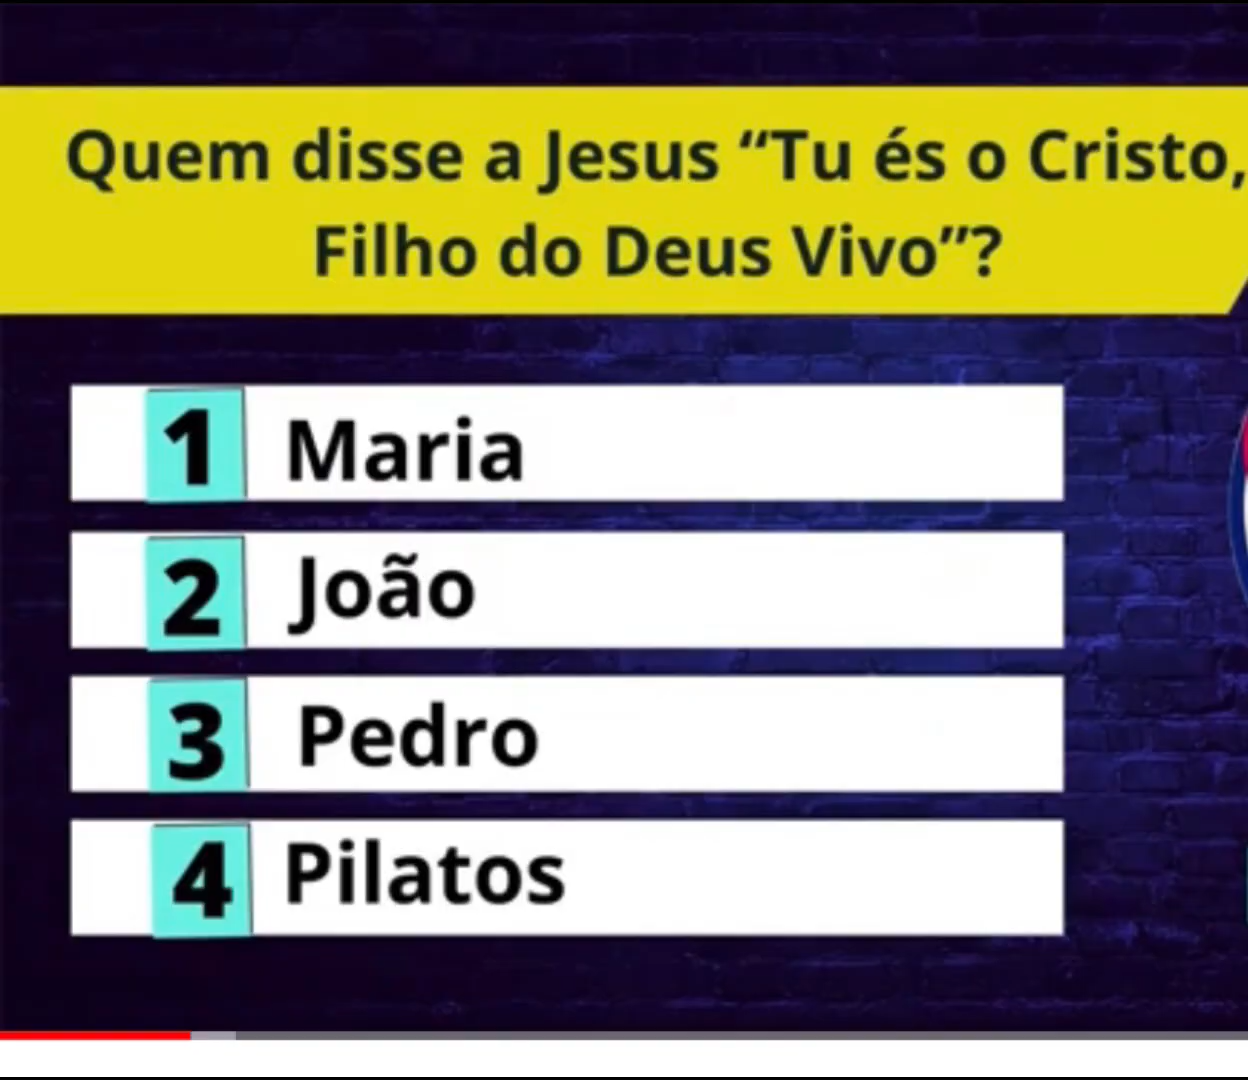 Quem disse a Jesus “Tu és o Cristo,
Filho do Deus Vivo”?
1 Maria
2 João
3 Pedro
4 Pilatos